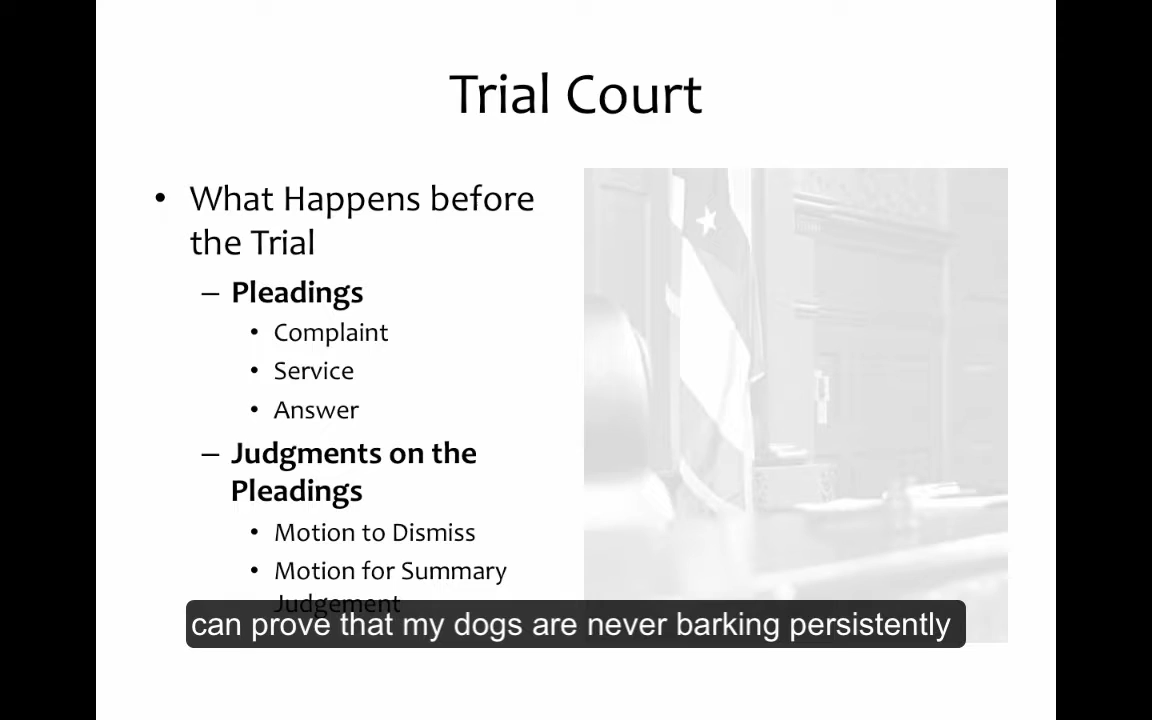 Trial Court
• What Happens before
the Trial
– Pleadings
• Complaint
• Service
• Answer
– Judgments on the
Pleadings
• Motion to Dismiss
• Motion for Summary
Judgement
can prove that my dogs are never barking persistently